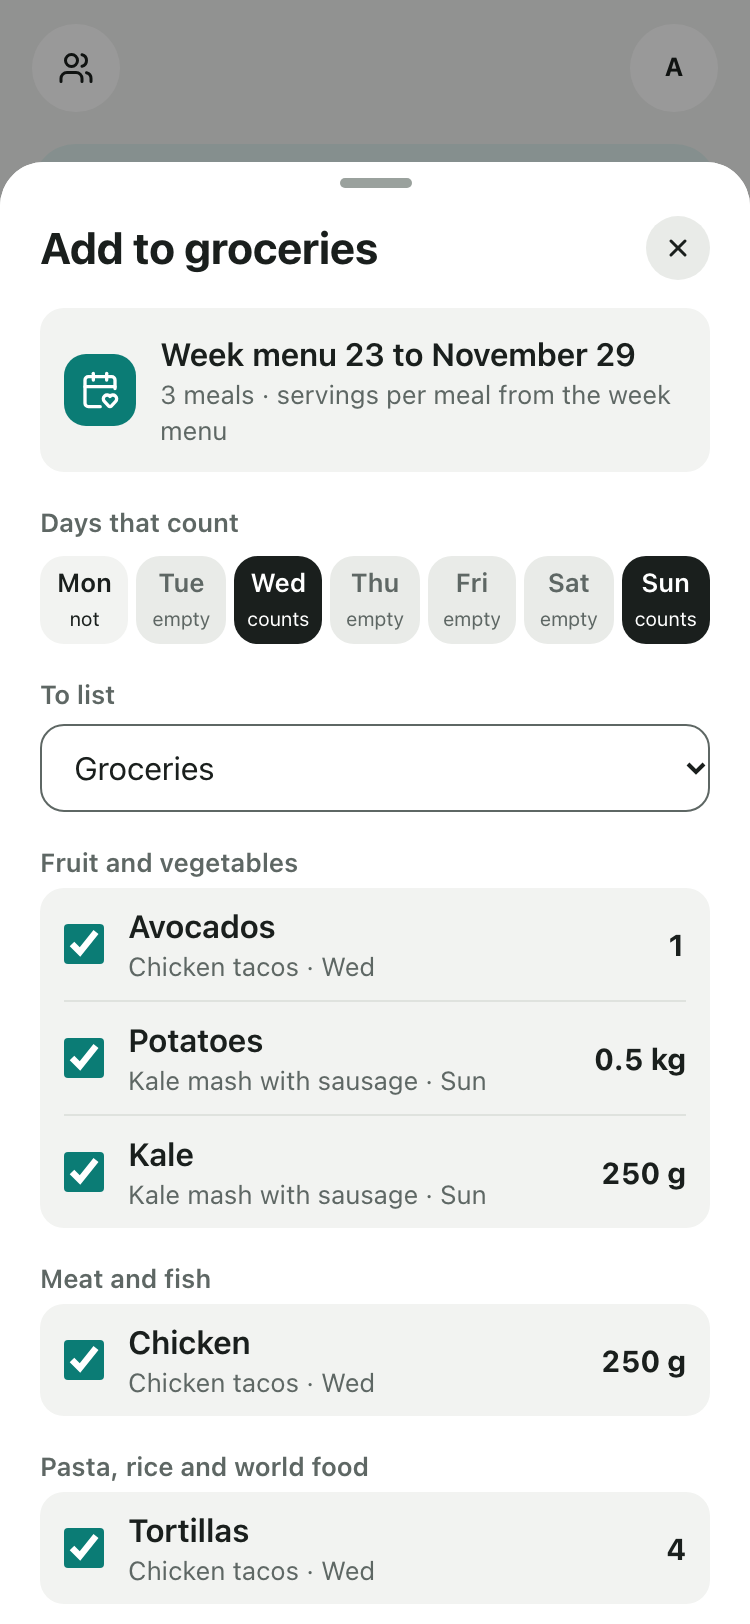 A
Add to groceries
Week menu 23 to November 29
3 meals · servings per meal from the week
menu
Days that count
Mon Tue Wed Thu Fri Sat Sun
not empty counts empty empty empty counts
To list
Groceries
Fruit and vegetables
Avocados
Chicken tacos · Wed
1
Potatoes
Kale mash with sausage · Sun
0.5 kg
Kale
Kale mash with sausage · Sun
250 g
Meat and fish
Chicken
Chicken tacos · Wed
250 g
Pasta, rice and world food
Tortillas
Chicken tacos · Wed
4